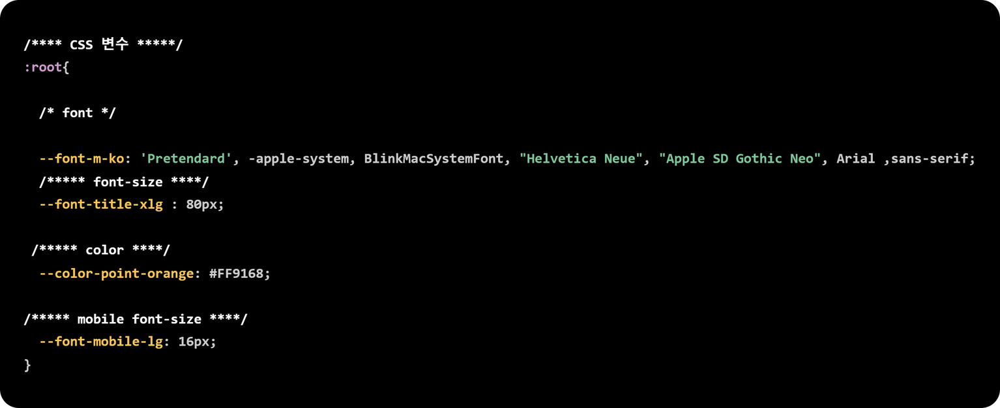 /**** CSS 변수 *****/
:root{
/* font */
--font-m-ko: 'Pretendard', -apple-system, BlinkMacSystemFont, "Helvetica Neue", "Apple SD Gothic Neo", Arial ,sans-serif;
/***** font-size ****/
--font-title-xlg : 80px;
/***** color ****/
--color-point-orange: #FF9168;
/***** mobile font-size ****/
--font-mobile-lg: 16px;
}